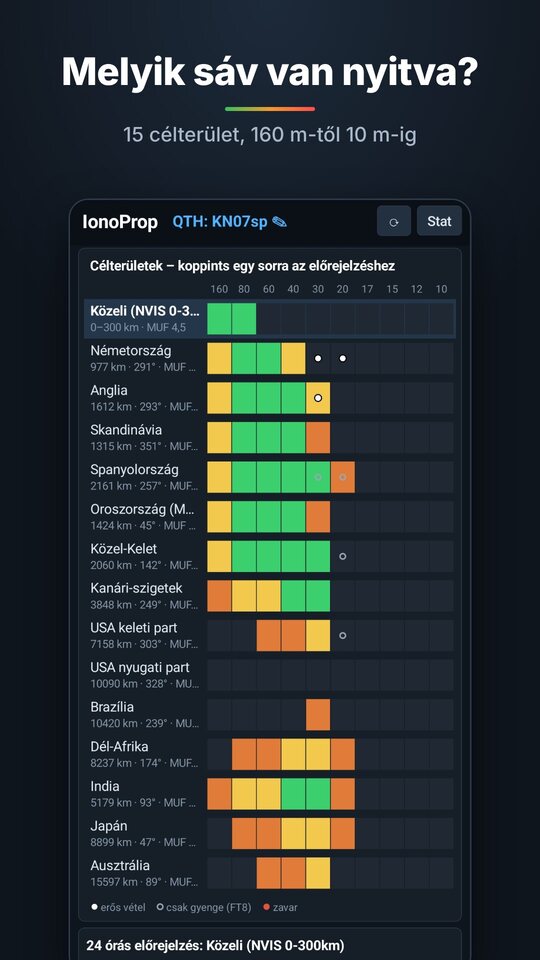 Melyik sáv van nyitva?
15 célterület, 160 m-től 10 m-ig
IonoProp QTH: KN07sp ✎ ⟳ Stat
Célterületek – koppints egy sorra az előrejelzéshez
160 80 60 40 30 20 17 15 12 10
Közeli (NVIS 0-3...
0–300 km · MUF 4,5
Németország
977 km · 291° · MUF ...
Anglia
1612 km · 293° · MUF...
Skandinávia
1315 km · 351° · MUF...
Spanyolország
2161 km · 257° · MUF...
Oroszország (M...
1424 km · 45° · MUF ...
Közel-Kelet
2060 km · 142° · MUF...
Kanári-szigetek
3848 km · 249° · MUF...
USA keleti part
7158 km · 303° · MUF...
USA nyugati part
10090 km · 328° · MU...
Brazília
10420 km · 239° · MU...
Dél-Afrika
8237 km · 174° · MUF...
India
5179 km · 93° · MUF ...
Japán
8899 km · 47° · MUF ...
Ausztrália
15597 km · 89° · MUF...
erős vétel csak gyenge (FT8) zavar
24 órás előrejelzés: Közeli (NVIS 0-300km)